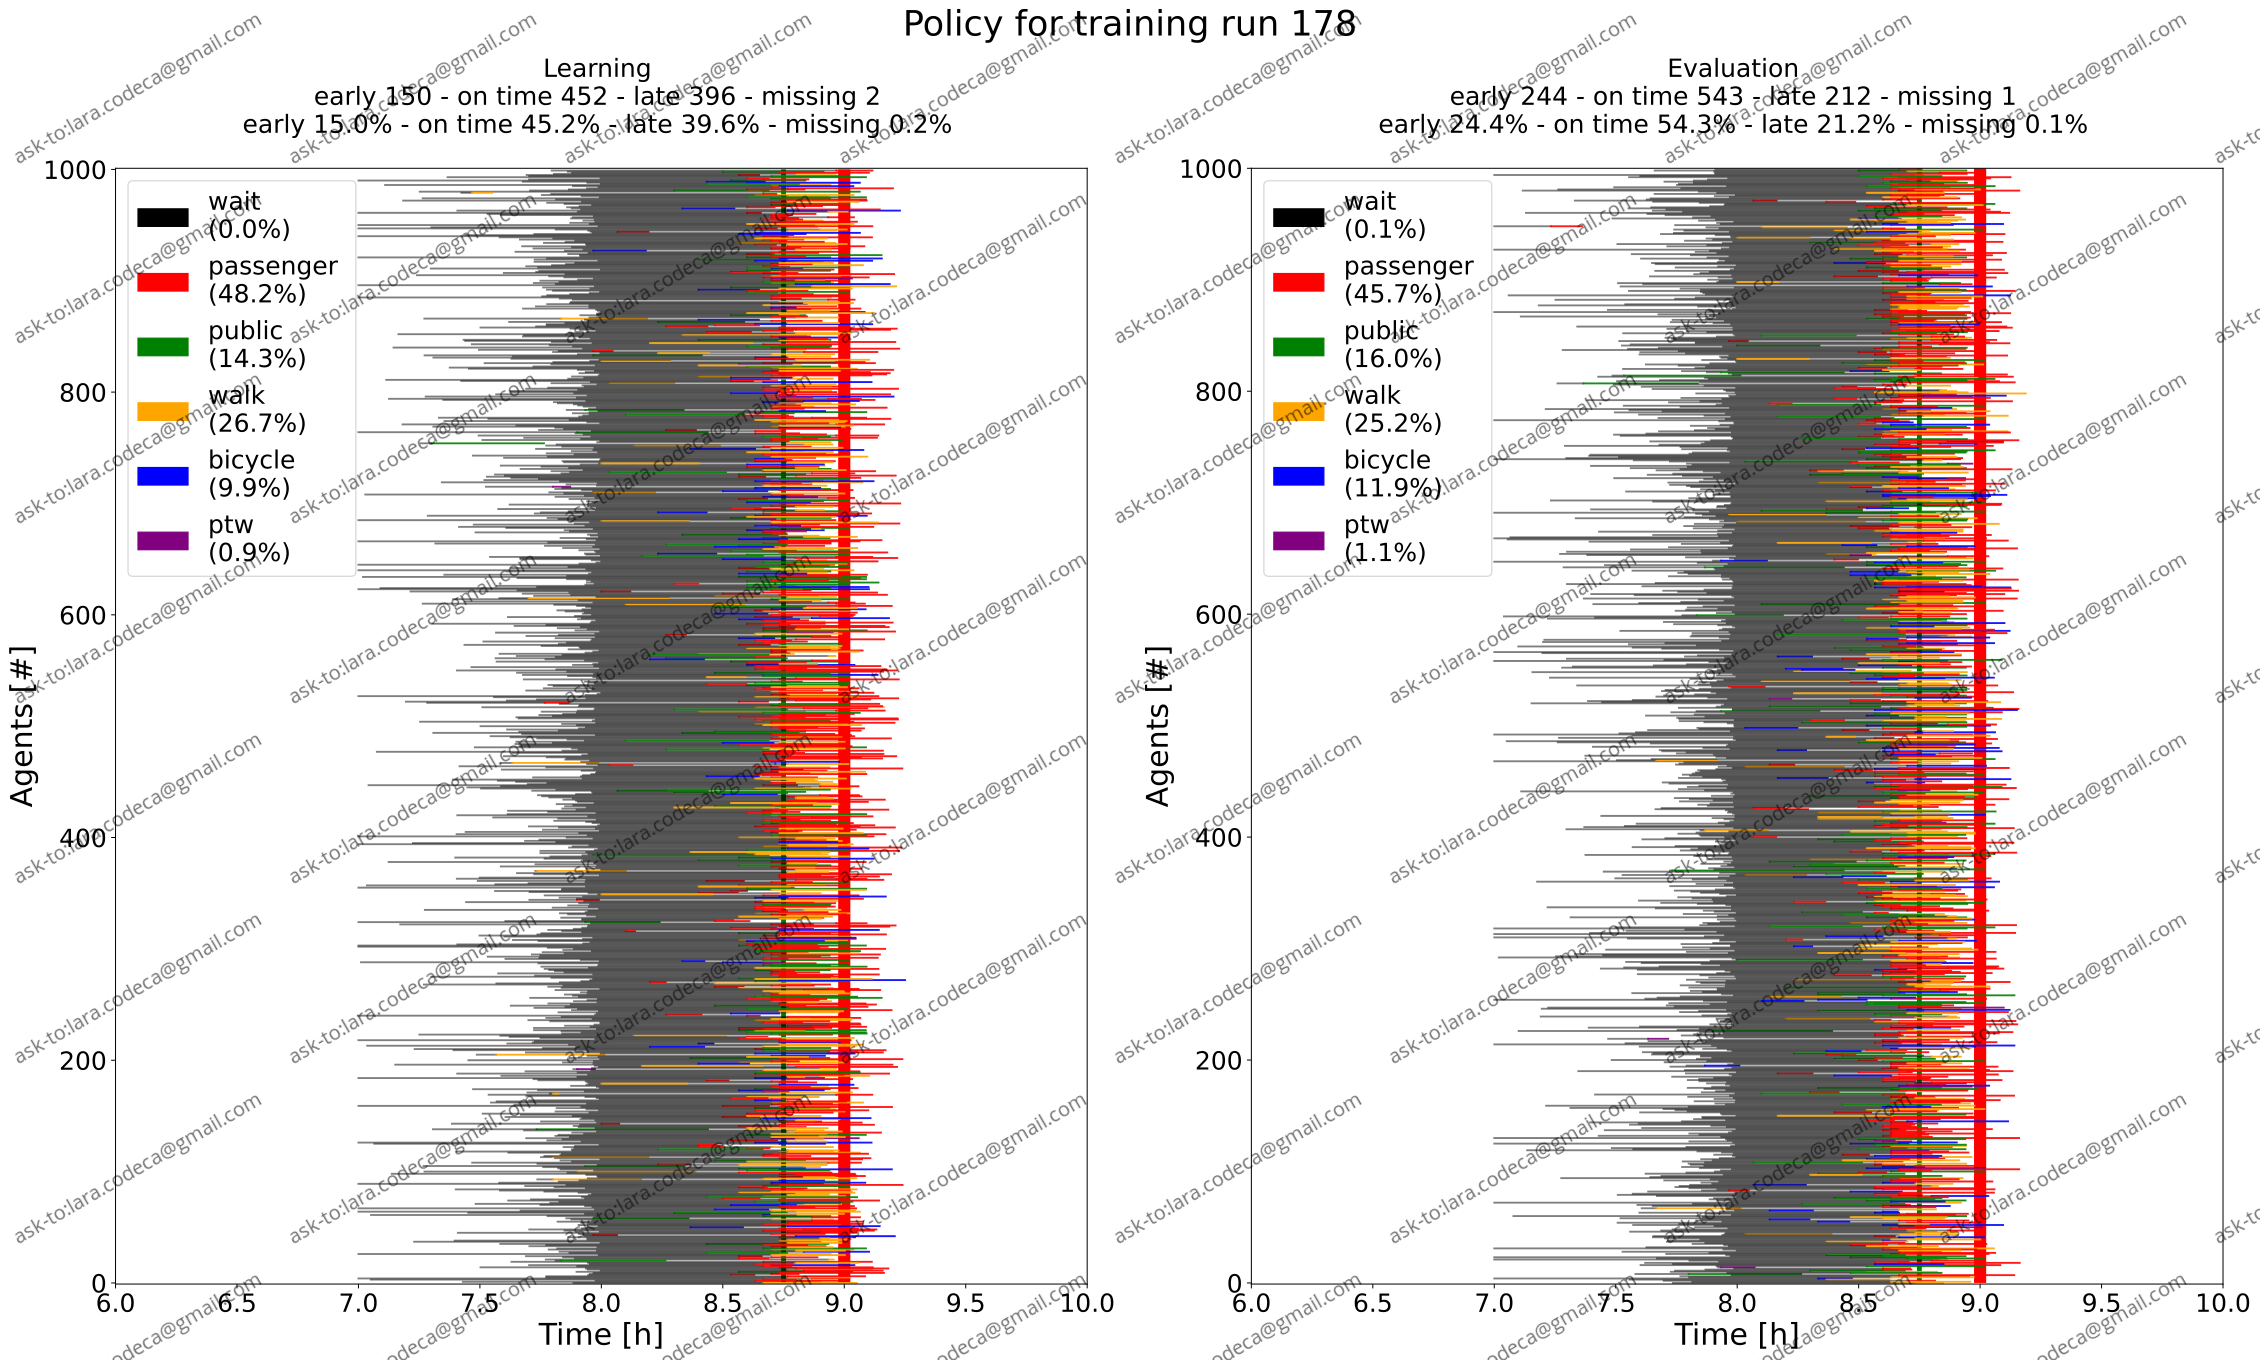 Policy for training run 178
Learning
early 150 - on time 452 - late 396 - missing 2
early 15.0% - on time 45.2% - late 39.6% - missing 0.2%
1000
800
600
400
200
0
Agents [#]
wait
(0.0%)
passenger
(48.2%)
public
(14.3%)
walk
(26.7%)
bicycle
(9.9%)
ptw
(0.9%)
6.0 6.5 7.0 7.5 8.0 8.5 9.0 9.5 10.0
Time [h]
Evaluation
early 244 - on time 543 - late 212 - missing 1
early 24.4% - on time 54.3% - late 21.2% - missing 0.1%
1000
800
600
400
200
0
Agents [#]
wait
(0.1%)
passenger
(45.7%)
public
(16.0%)
walk
(25.2%)
bicycle
(11.9%)
ptw
(1.1%)
6.0 6.5 7.0 7.5 8.0 8.5 9.0 9.5 10.0
Time [h]
ask-to:lara.codeca@gmail.com